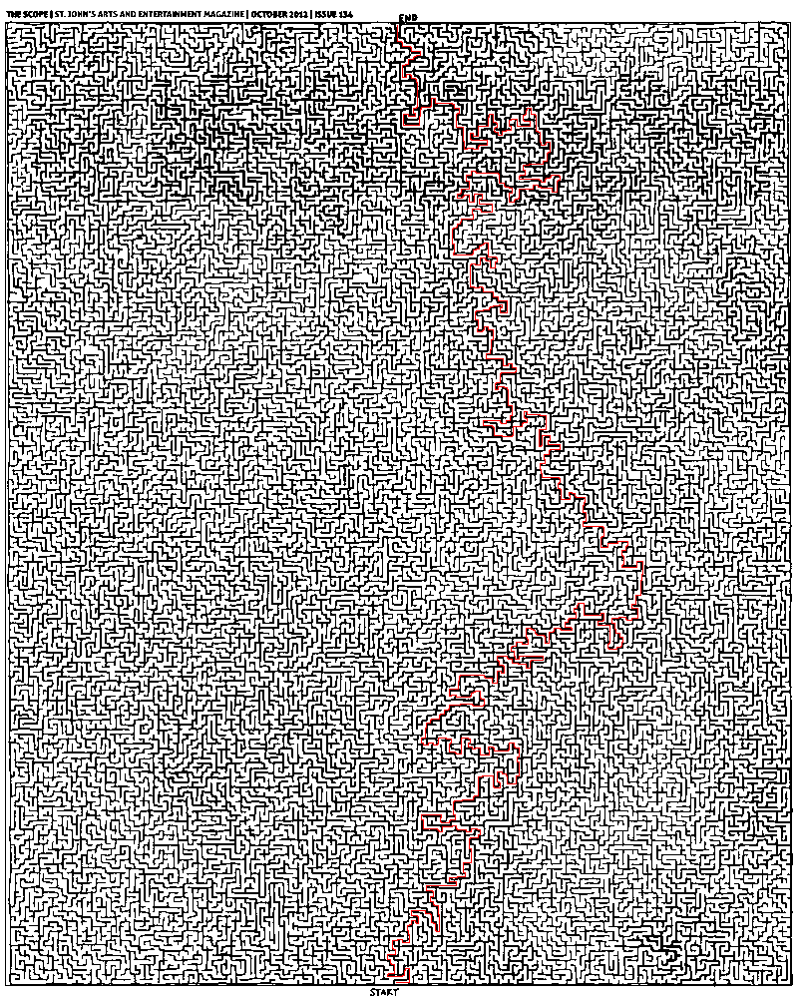 THE SCOPE | ST. JOHN'S ARTS AND ENTERTAINMENT MAGAZINE | OCTOBER 2012 | ISSUE 134
END
START